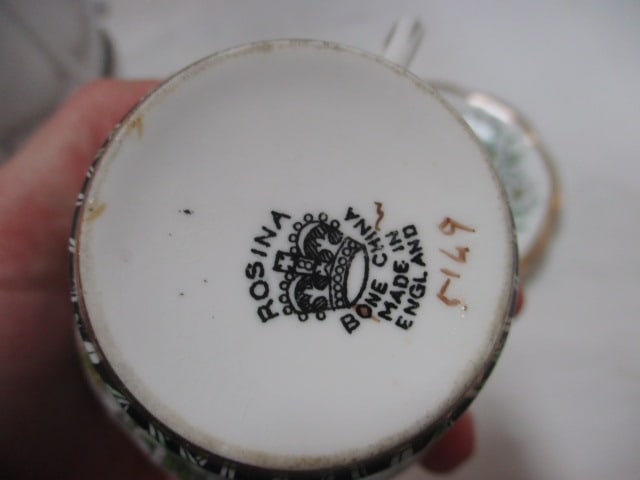 ROSINA
BONE CHINA
MADE IN
ENGLAND
5149